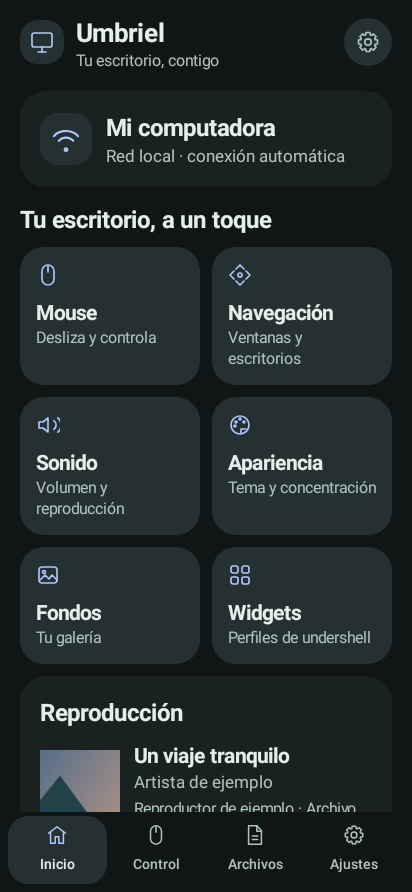 Umbriel
Tu escritorio, contigo
Mi computadora
Red local · conexión automática
Tu escritorio, a un toque
Mouse
Desliza y controla
Navegación
Ventanas y
escritorios
Sonido
Volumen y
reproducción
Apariencia
Tema y concentración
Fondos
Tu galería
Widgets
Perfiles de undershell
Reproducción
Un viaje tranquilo
Artista de ejemplo
Reproductor de ejemplo · Archivo
Inicio
Control
Archivos
Ajustes